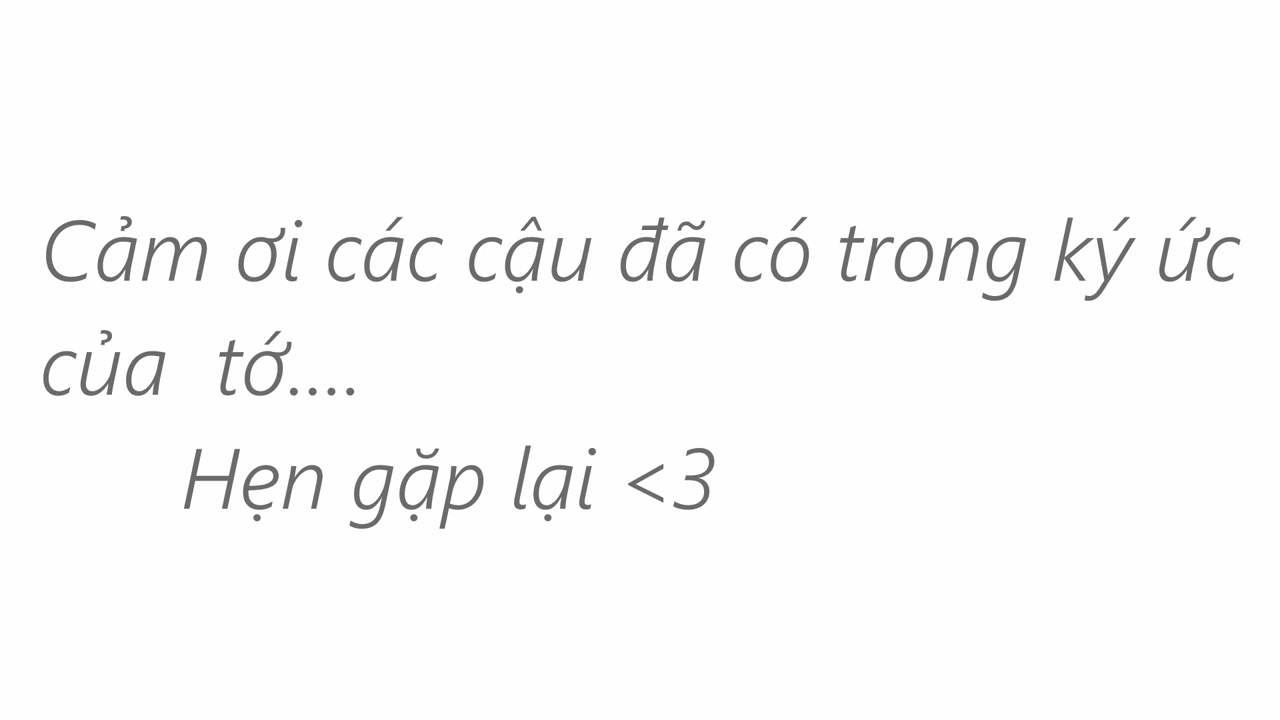 Cảm ơi các cậu đã có trong ký ức
của  tớ....
Hẹn gặp lại <3